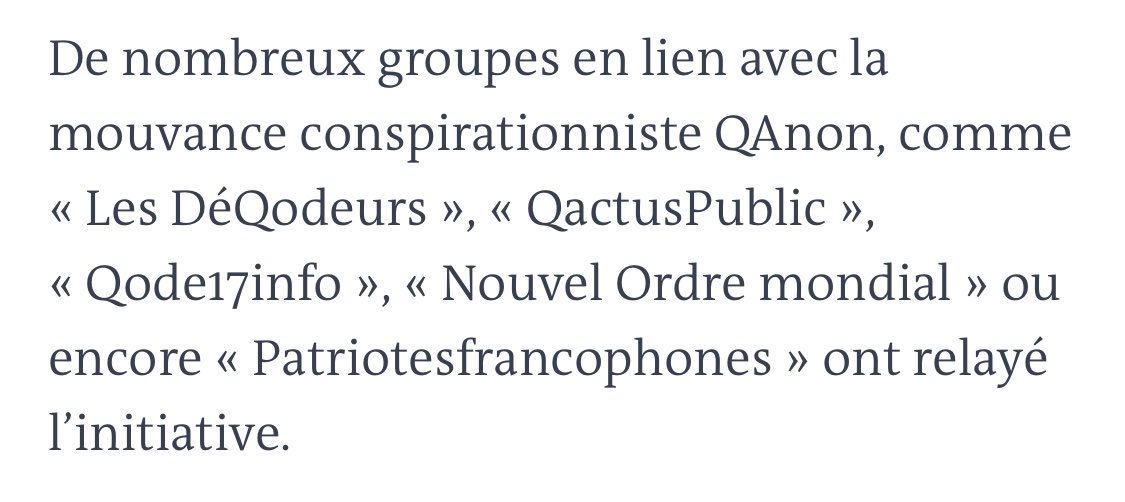 De nombreux groupes en lien avec la
mouvance conspirationniste QAnon, comme
« Les DéQodeurs », « QactusPublic »,
« Qode17info », « Nouvel Ordre mondial » ou
encore « Patriotesfrancophones » ont relayé
l’initiative.